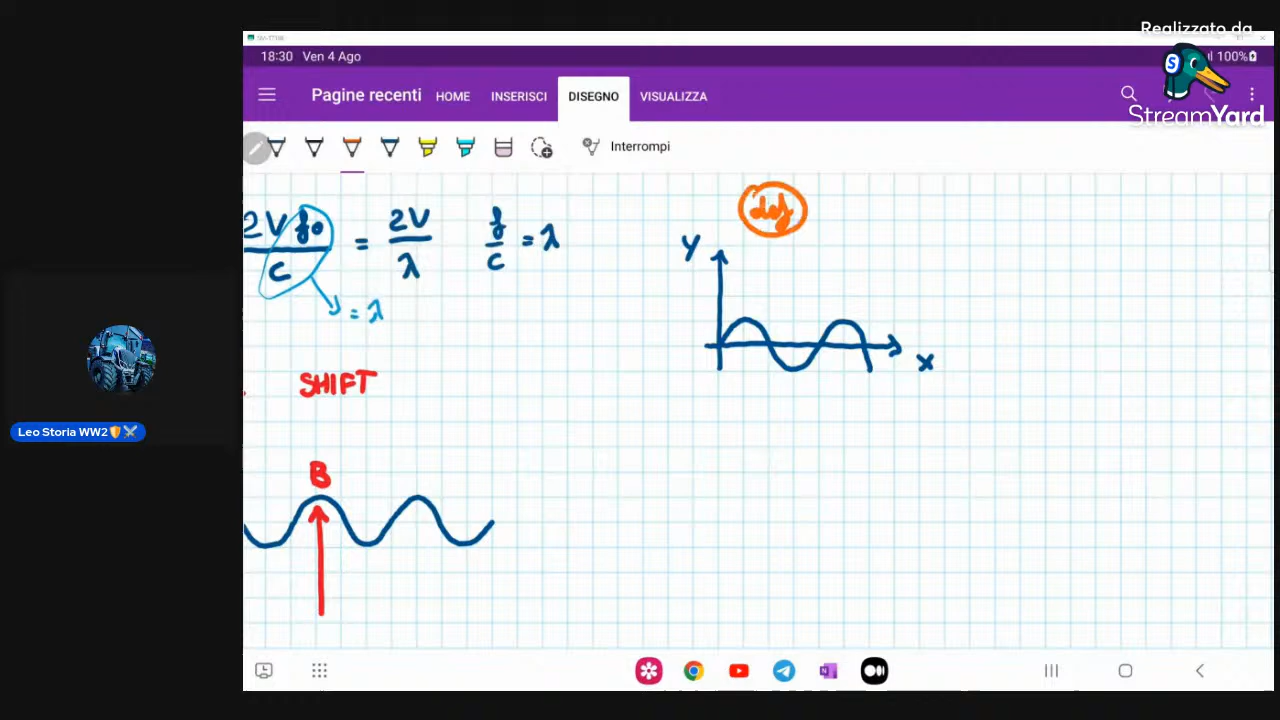 Realizzato da
StreamYard
18:30 Ven 4 Ago
100%
Pagine recenti HOME INSERISCI DISEGNO VISUALIZZA
Interrompi
2V f0 / C = 2V / λ
f / C = λ
= λ
SHIFT
B
Y
X
Leo Storia WW2🛡️⚔️